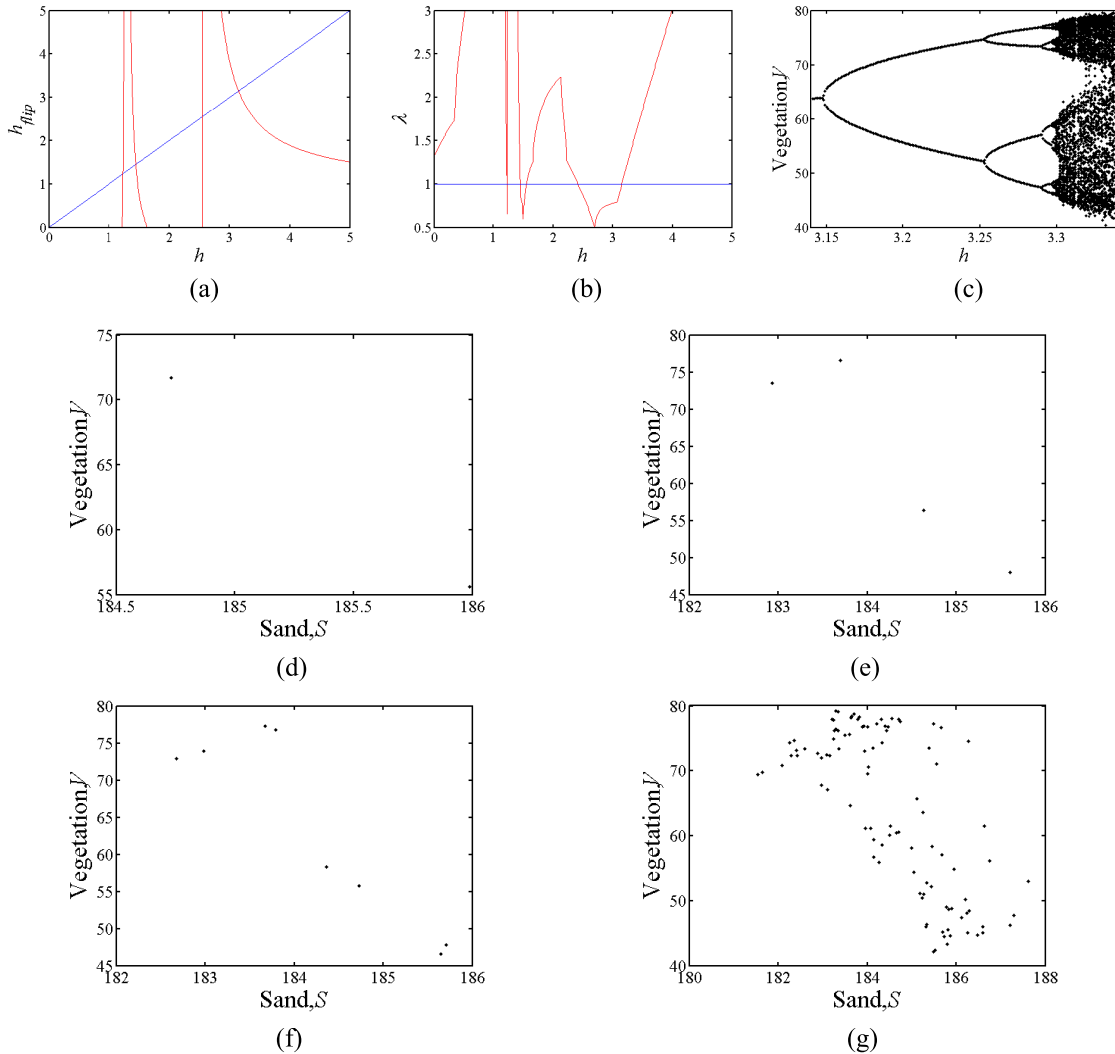 5
4
3
2
1
0
h_flip
0 1 2 3 4 5
h
(a)
3
2.5
2
1.5
1
0.5
λ
0 1 2 3 4 5
h
(b)
80
70
60
50
40
Vegetation,V
3.15 3.2 3.25 3.3
h
(c)
75
70
65
60
55
Vegetation,V
184.5 185 185.5 186
Sand,S
(d)
80
75
70
65
60
55
50
45
Vegetation,V
182 183 184 185 186
Sand,S
(e)
80
75
70
65
60
55
50
45
Vegetation,V
182 183 184 185 186
Sand,S
(f)
80
70
60
50
40
Vegetation,V
180 182 184 186 188
Sand,S
(g)